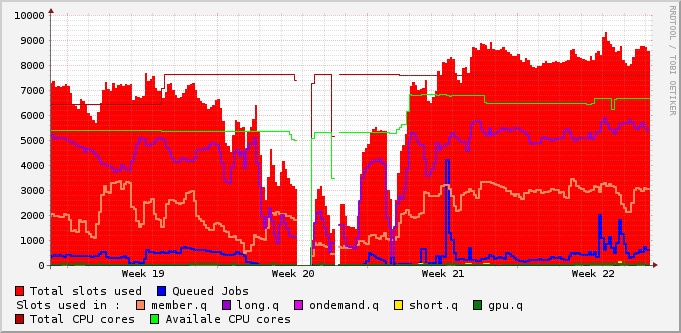 10000
9000
8000
7000
6000
5000
4000
3000
2000
1000
0
Week 19 Week 20 Week 21 Week 22
Total slots used Queued Jobs
Slots used in : member.q long.q ondemand.q short.q gpu.q
Total CPU cores Availale CPU cores
RRDTOOL / TOBI OETIKER